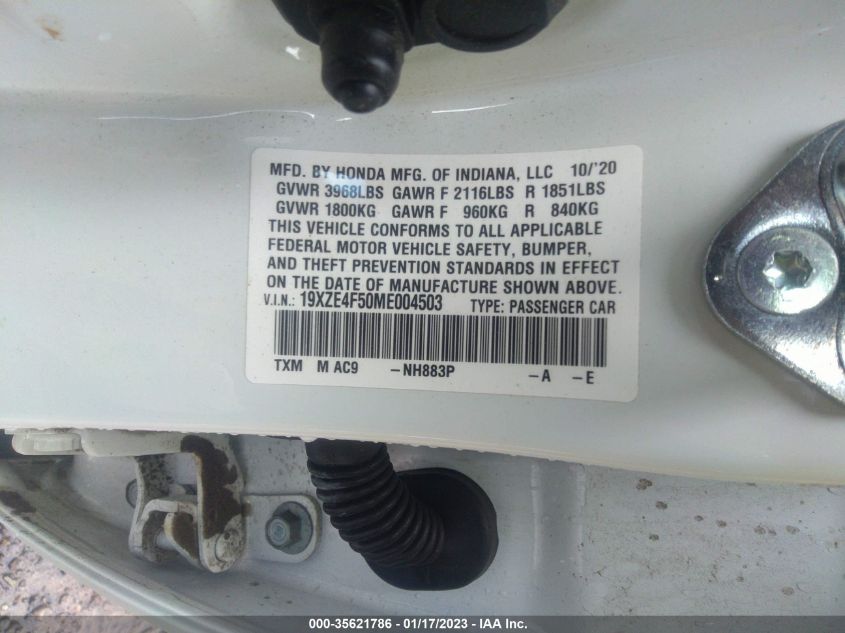 MFD. BY HONDA MFG. OF INDIANA, LLC 10/'20
GVWR 3968LBS GAWR F 2116LBS R 1851LBS
GVWR 1800KG GAWR F 960KG R 840KG
THIS VEHICLE CONFORMS TO ALL APPLICABLE
FEDERAL MOTOR VEHICLE SAFETY, BUMPER,
AND THEFT PREVENTION STANDARDS IN EFFECT
ON THE DATE OF MANUFACTURE SHOWN ABOVE.
V.I.N.: 19XZE4F50ME004503 TYPE: PASSENGER CAR
TXM M AC9 -NH883P -A -E
000-35621786 - 01/17/2023 - IAA Inc.